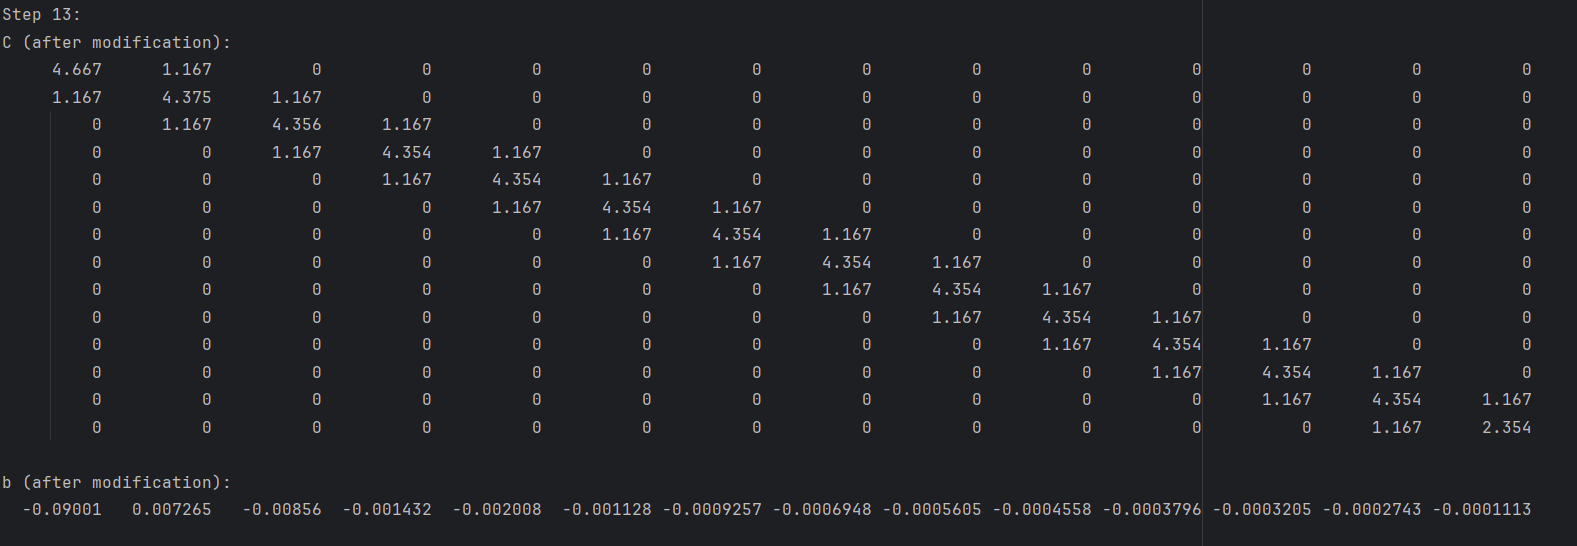 Step 13:
C (after modification):
4.667 1.167 0 0 0 0 0 0 0 0 0 0 0 0
1.167 4.375 1.167 0 0 0 0 0 0 0 0 0 0 0
0 1.167 4.356 1.167 0 0 0 0 0 0 0 0 0 0
0 0 1.167 4.354 1.167 0 0 0 0 0 0 0 0 0
0 0 0 1.167 4.354 1.167 0 0 0 0 0 0 0 0
0 0 0 0 1.167 4.354 1.167 0 0 0 0 0 0 0
0 0 0 0 0 1.167 4.354 1.167 0 0 0 0 0 0
0 0 0 0 0 0 1.167 4.354 1.167 0 0 0 0 0
0 0 0 0 0 0 0 1.167 4.354 1.167 0 0 0 0
0 0 0 0 0 0 0 0 1.167 4.354 1.167 0 0 0
0 0 0 0 0 0 0 0 0 1.167 4.354 1.167 0 0
0 0 0 0 0 0 0 0 0 0 1.167 4.354 1.167 0
0 0 0 0 0 0 0 0 0 0 0 1.167 4.354 1.167
0 0 0 0 0 0 0 0 0 0 0 0 1.167 2.354
b (after modification):
-0.09001 0.007265 -0.00856 -0.001432 -0.002008 -0.001128 -0.0009257 -0.0006948 -0.0005605 -0.0004558 -0.0003796 -0.0003205 -0.0002743 -0.0001113